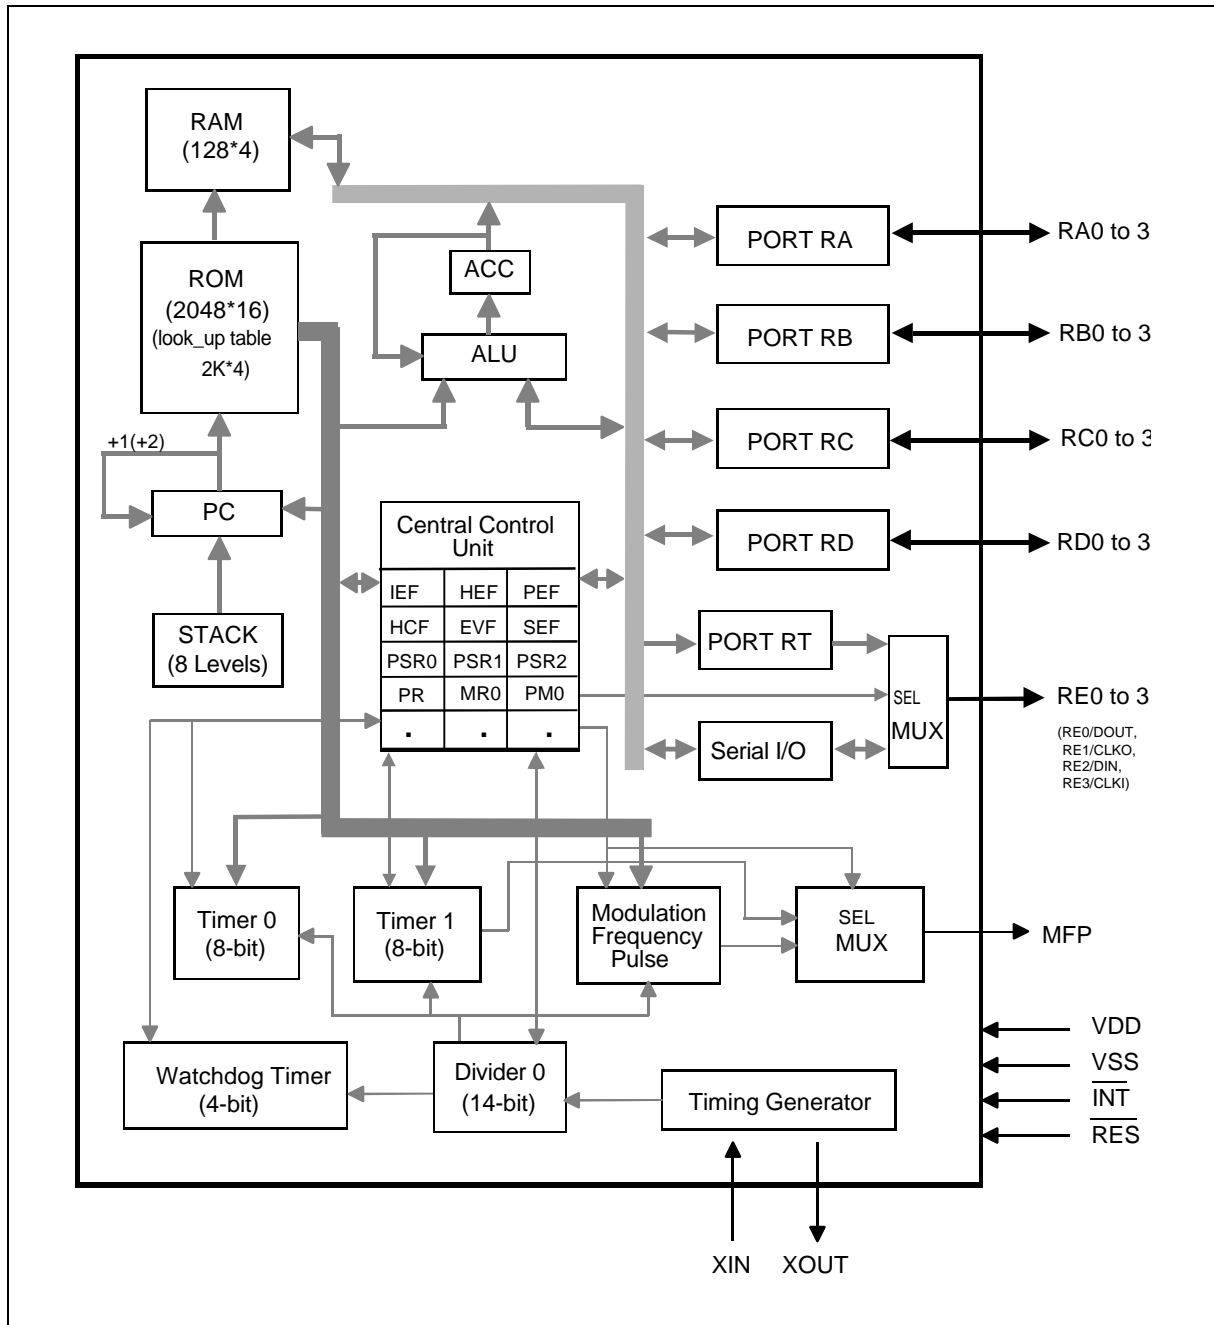 RAM
(128*4)
ROM
(2048*16)
(look_up table
2K*4)
+1(+2)
PC
STACK
(8 Levels)
ACC
ALU
Central Control
Unit
IEF HEF PEF
HCF EVF SEF
PSR0 PSR1 PSR2
PR MR0 PM0
. . .
PORT RA
RA0 to 3
PORT RB
RB0 to 3
PORT RC
RC0 to 3
PORT RD
RD0 to 3
PORT RT
Serial I/O
SEL
MUX
RE0 to 3
(RE0/DOUT,
RE1/CLKO,
RE2/DIN,
RE3/CLKI)
Timer 0
(8-bit)
Timer 1
(8-bit)
Modulation
Frequency
Pulse
SEL
MUX
MFP
Watchdog Timer
(4-bit)
Divider 0
(14-bit)
Timing Generator
VDD
VSS
INT
RES
XIN XOUT